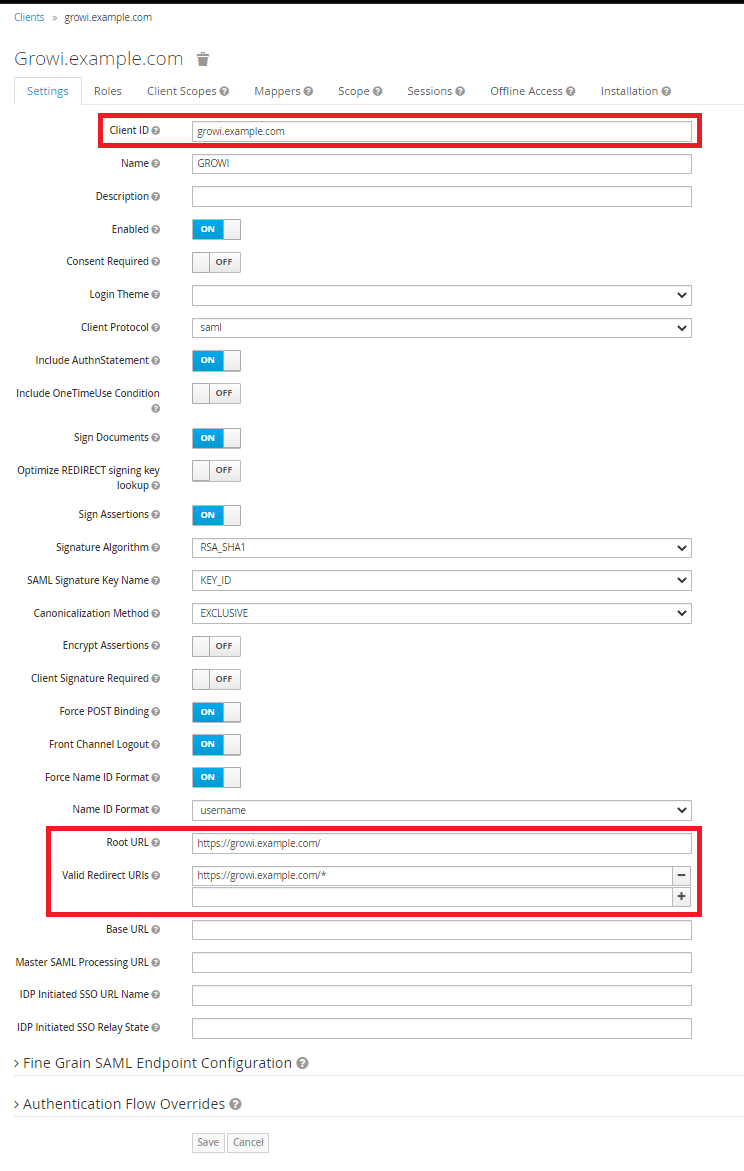 Clients » growi.example.com
Growi.example.com
Settings Roles Client Scopes Mappers Scope Sessions Offline Access Installation
Client ID growi.example.com
Name GROWI
Description
Enabled ON
Consent Required OFF
Login Theme
Client Protocol saml
Include AuthnStatement ON
Include OneTimeUse Condition OFF
Sign Documents ON
Optimize REDIRECT signing key OFF
lookup
Sign Assertions ON
Signature Algorithm RSA_SHA1
SAML Signature Key Name KEY_ID
Canonicalization Method EXCLUSIVE
Encrypt Assertions OFF
Client Signature Required OFF
Force POST Binding ON
Front Channel Logout ON
Force Name ID Format ON
Name ID Format username
Root URL https://growi.example.com/
Valid Redirect URIs https://growi.example.com/* −
+
Base URL
Master SAML Processing URL
IDP Initiated SSO URL Name
IDP Initiated SSO Relay State
Fine Grain SAML Endpoint Configuration
Authentication Flow Overrides
Save Cancel